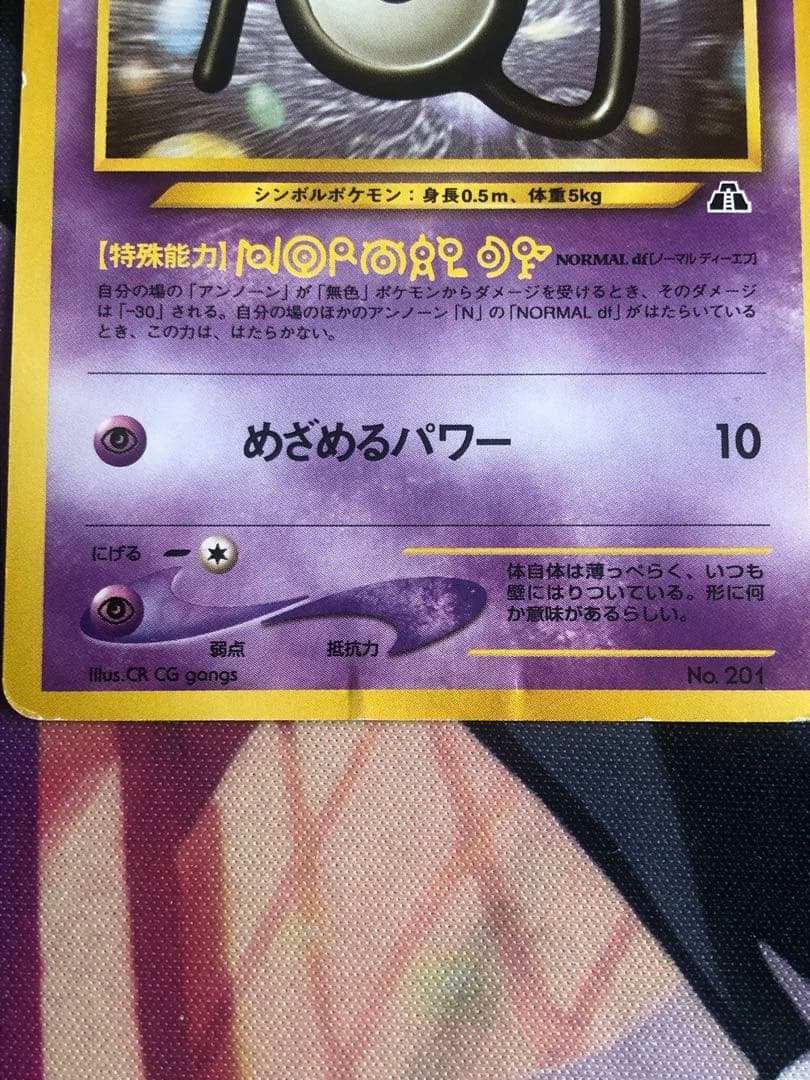 シンボルポケモン：身長0.5m、体重5kg
【特殊能力】NORMAL df NORMAL df[ノーマル ディーエフ]
自分の場の「アンノーン」が「無色」ポケモンからダメージを受けるとき、そのダメージ
は「-30」される。自分の場のほかのアンノーン「N」の「NORMAL df」がはたらいている
とき、この力は、はたらかない。
めざめるパワー 10
にげる
体自体は薄っぺらく、いつも
壁にはりついている。形に何
か意味があるらしい。
弱点 抵抗力
Illus.CR CG gangs No. 201